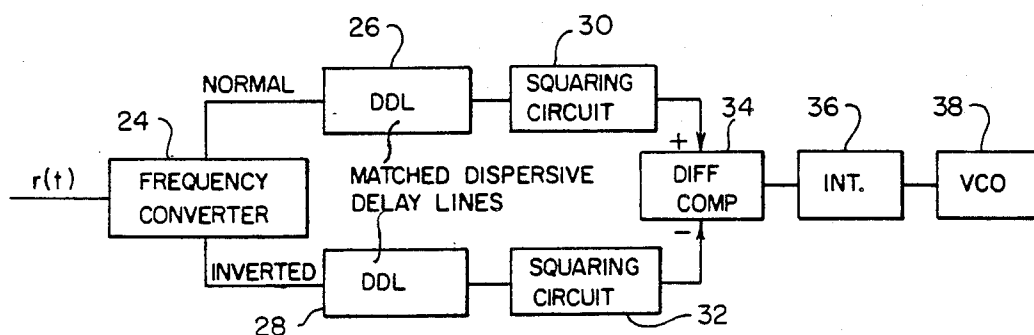 26
30
NORMAL
DDL
SQUARING
CIRCUIT
24
34
36
38
+
r(t)
FREQUENCY
CONVERTER
MATCHED DISPERSIVE
DELAY LINES
DIFF
COMP
INT.
VCO
−
INVERTED
DDL
SQUARING
CIRCUIT
28
32